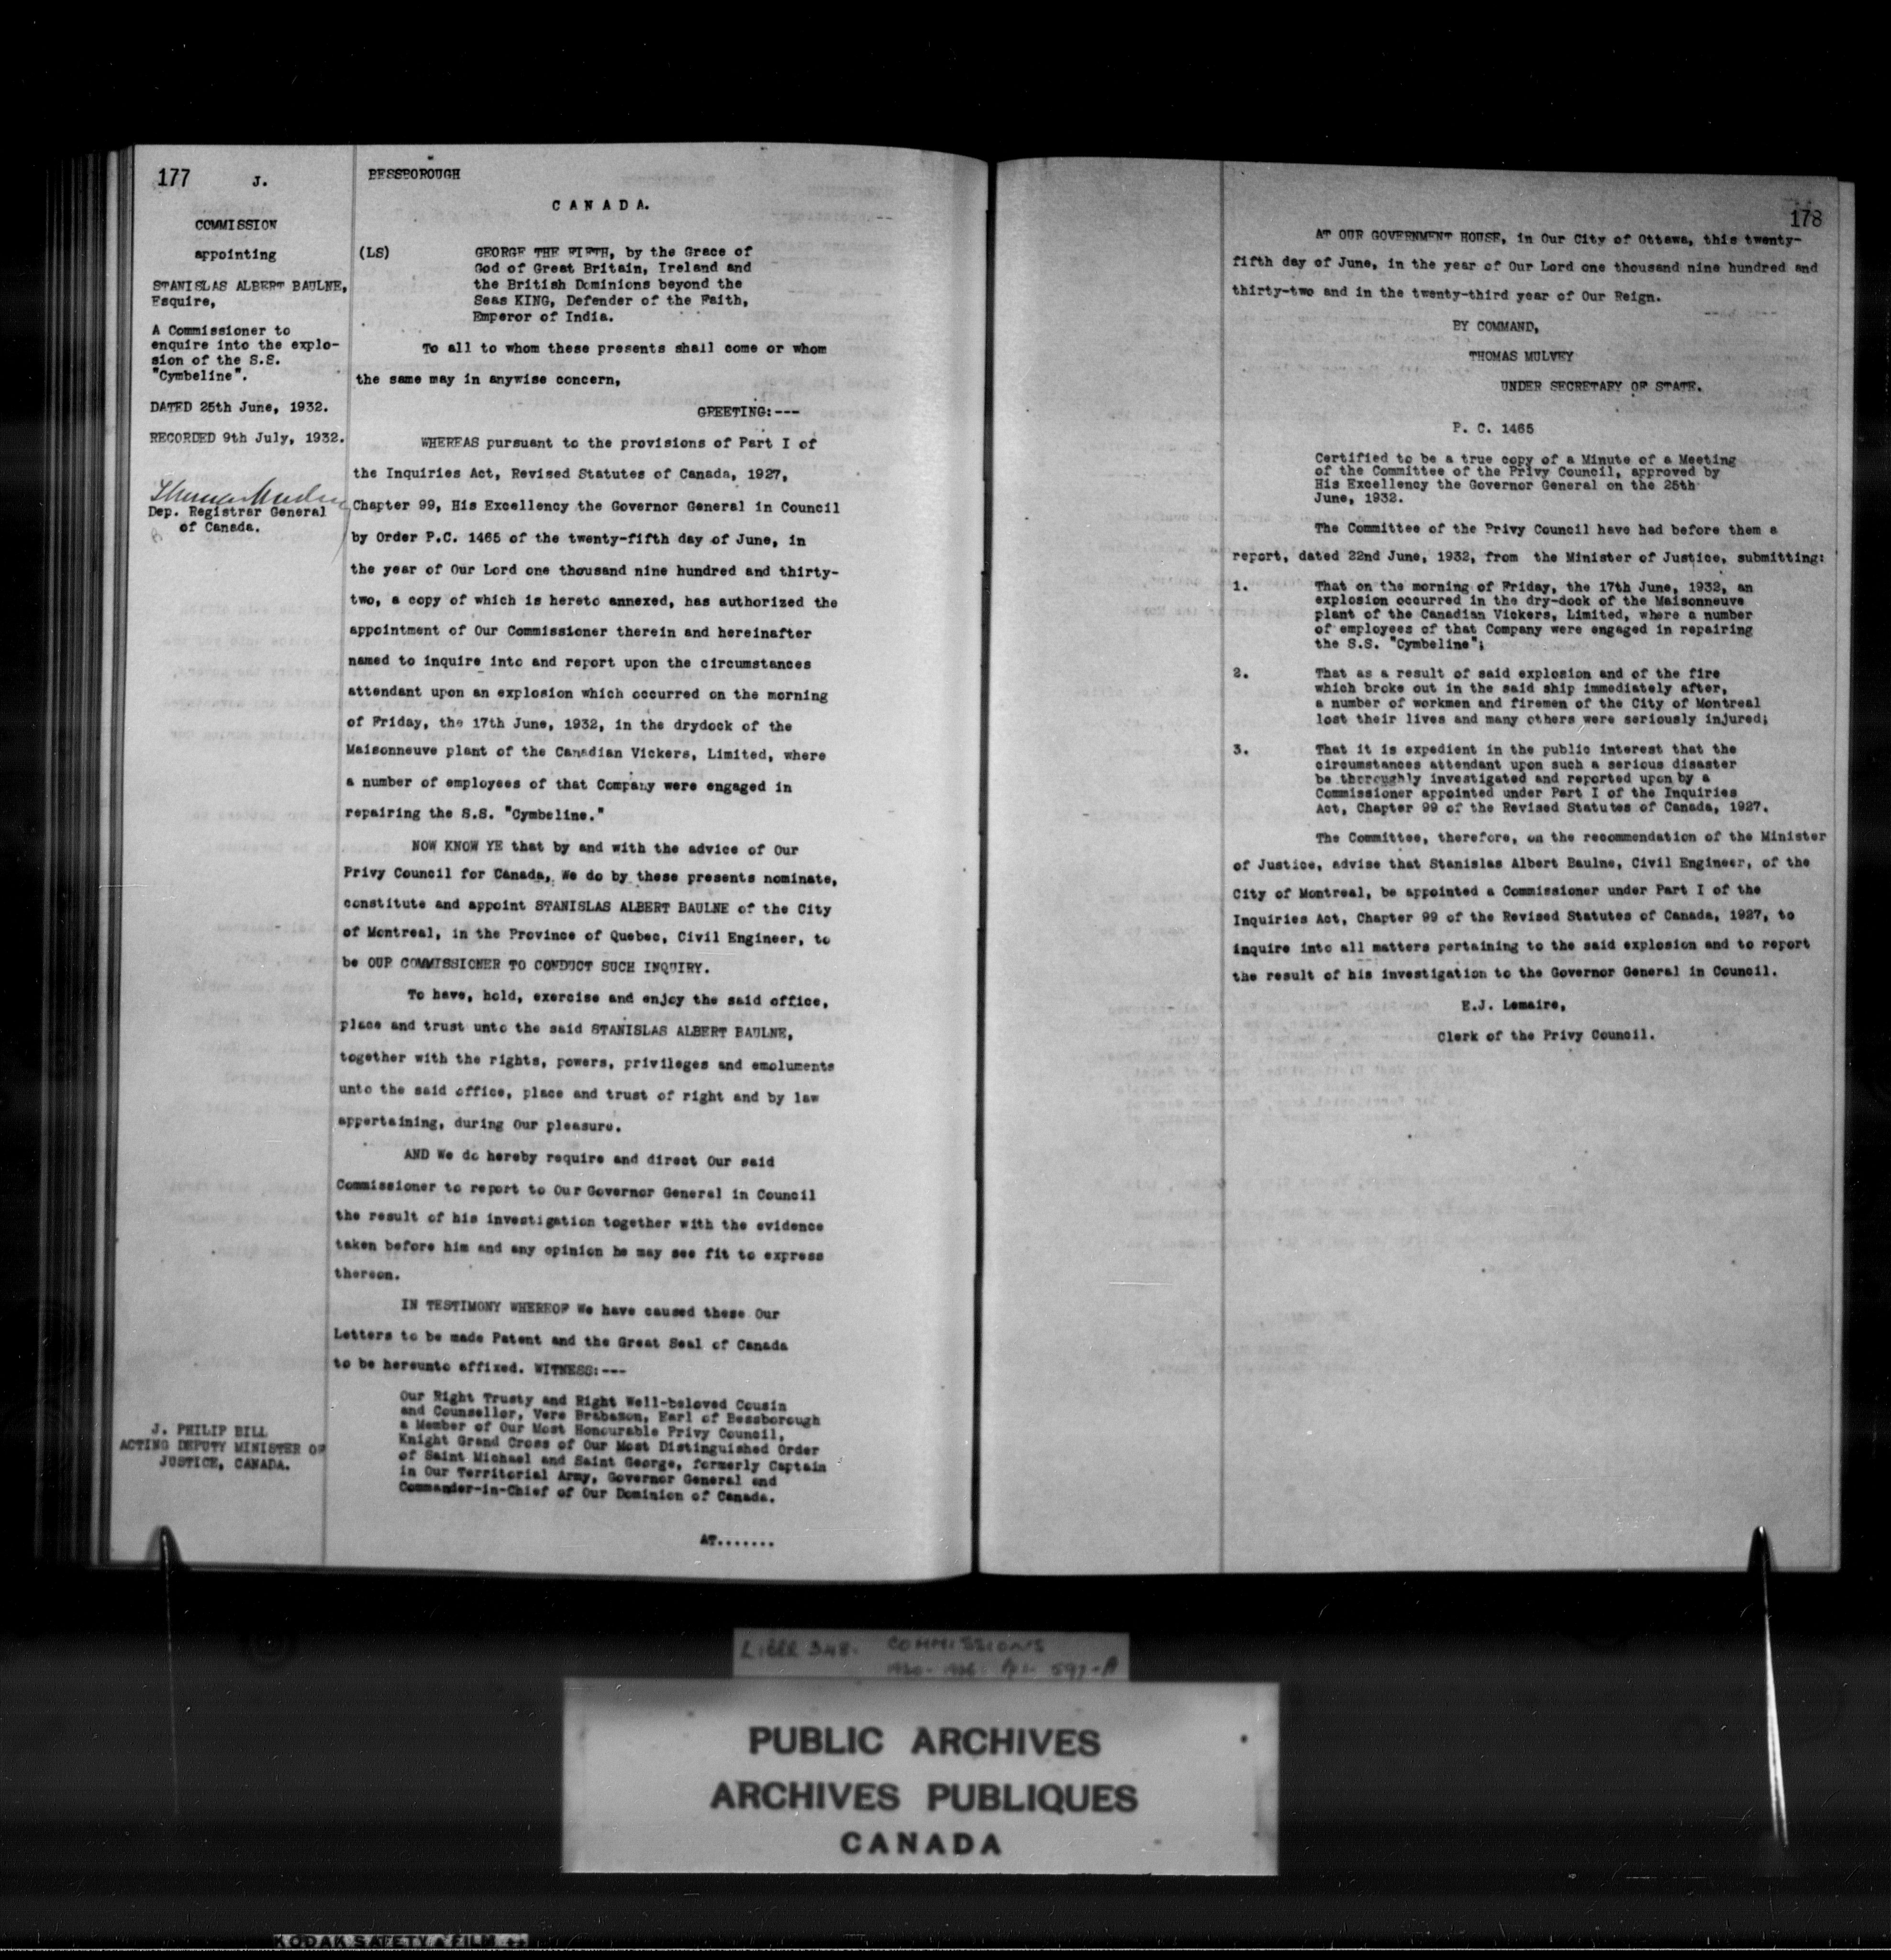 177 J.
COMMISSION
appointing
STANISLAS ALBERT BAULNE,
Esquire,
A Commissioner to
enquire into the explo-
sion of the S.S.
"Cymbeline".
DATED 25th June, 1932.
RECORDED 9th July, 1932.
Dep. Registrar General
of Canada.
J. PHILIP BILL
ACTING DEPUTY MINISTER OF
JUSTICE, CANADA.
BESSBOROUGH
CANADA.
(LS)
GEORGE THE FIFTH, by the Grace of
God of Great Britain, Ireland and
the British Dominions beyond the
Seas KING, Defender of the Faith,
Emperor of India.
To all to whom these presents shall come or whom
the same may in anywise concern,
GREETING:---
WHEREAS pursuant to the provisions of Part I of
the Inquiries Act, Revised Statutes of Canada, 1927,
Chapter 99, His Excellency the Governor General in Council
by Order P.C. 1465 of the twenty-fifth day of June, in
the year of Our Lord one thousand nine hundred and thirty-
two, a copy of which is hereto annexed, has authorized the
appointment of Our Commissioner therein and hereinafter
named to inquire into and report upon the circumstances
attendant upon an explosion which occurred on the morning
of Friday, the 17th June, 1932, in the drydock of the
Maisonneuve plant of the Canadian Vickers, Limited, where
a number of employees of that Company were engaged in
repairing the S.S. "Cymbeline."
NOW KNOW YE that by and with the advice of Our
Privy Council for Canada, We do by these presents nominate,
constitute and appoint STANISLAS ALBERT BAULNE of the City
of Montreal, in the Province of Quebec, Civil Engineer, to
be OUR COMMISSIONER TO CONDUCT SUCH INQUIRY.
To have, hold, exercise and enjoy the said office,
place and trust unto the said STANISLAS ALBERT BAULNE,
together with the rights, powers, privileges and emoluments
unto the said office, place and trust of right and by law
appertaining, during Our pleasure.
AND We do hereby require and direct Our said
Commissioner to report to Our Governor General in Council
the result of his investigation together with the evidence
taken before him and any opinion he may see fit to express
thereon.
IN TESTIMONY WHEREOF We have caused these Our
Letters to be made Patent and the Great Seal of Canada
to be hereunto affixed. WITNESS:---
Our Right Trusty and Right Well-beloved Cousin
and Counsellor, Vere Brabazon, Earl of Bessborough
a Member of Our Most Honourable Privy Council,
Knight Grand Cross of Our Most Distinguished Order
of Saint Michael and Saint George, formerly Captain
in Our Territorial Army, Governor General and
Commander-in-Chief of Our Dominion of Canada.
AT.......
178
AT OUR GOVERNMENT HOUSE, in Our City of Ottawa, this twenty-
fifth day of June, in the year of Our Lord one thousand nine hundred and
thirty-two and in the twenty-third year of Our Reign.
BY COMMAND,
THOMAS MULVEY
UNDER SECRETARY OF STATE.
P. C. 1465
Certified to be a true copy of a Minute of a Meeting
of the Committee of the Privy Council, approved by
His Excellency the Governor General on the 25th
June, 1932.
The Committee of the Privy Council have had before them a
report, dated 22nd June, 1932, from the Minister of Justice, submitting:
1. That on the morning of Friday, the 17th June, 1932, an
explosion occurred in the dry-dock of the Maisonneuve
plant of the Canadian Vickers, Limited, where a number
of employees of that Company were engaged in repairing
the S.S. "Cymbeline";
2. That as a result of said explosion and of the fire
which broke out in the said ship immediately after,
a number of workmen and firemen of the City of Montreal
lost their lives and many others were seriously injured;
3. That it is expedient in the public interest that the
circumstances attendant upon such a serious disaster
be thoroughly investigated and reported upon by a
Commissioner appointed under Part I of the Inquiries
Act, Chapter 99 of the Revised Statutes of Canada, 1927.
The Committee, therefore, on the recommendation of the Minister
of Justice, advise that Stanislas Albert Baulne, Civil Engineer, of the
City of Montreal, be appointed a Commissioner under Part I of the
Inquiries Act, Chapter 99 of the Revised Statutes of Canada, 1927, to
inquire into all matters pertaining to the said explosion and to report
the result of his investigation to the Governor General in Council.
E.J. Lemaire,
Clerk of the Privy Council.
LIBER 348. COMMISSIONS
597-A
PUBLIC ARCHIVES
ARCHIVES PUBLIQUES
CANADA
KODAK SAFETY FILM